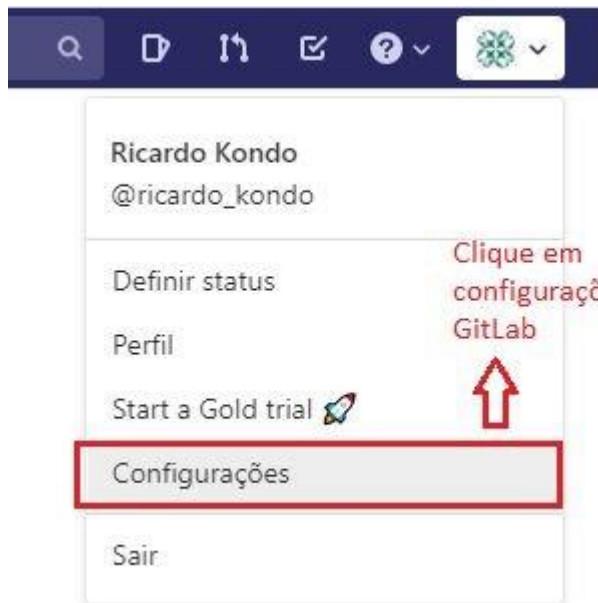 Ricardo Kondo
@ricardo_kondo
Definir status
Perfil
Start a Gold trial
Configurações
Sair
Clique em
GitLab